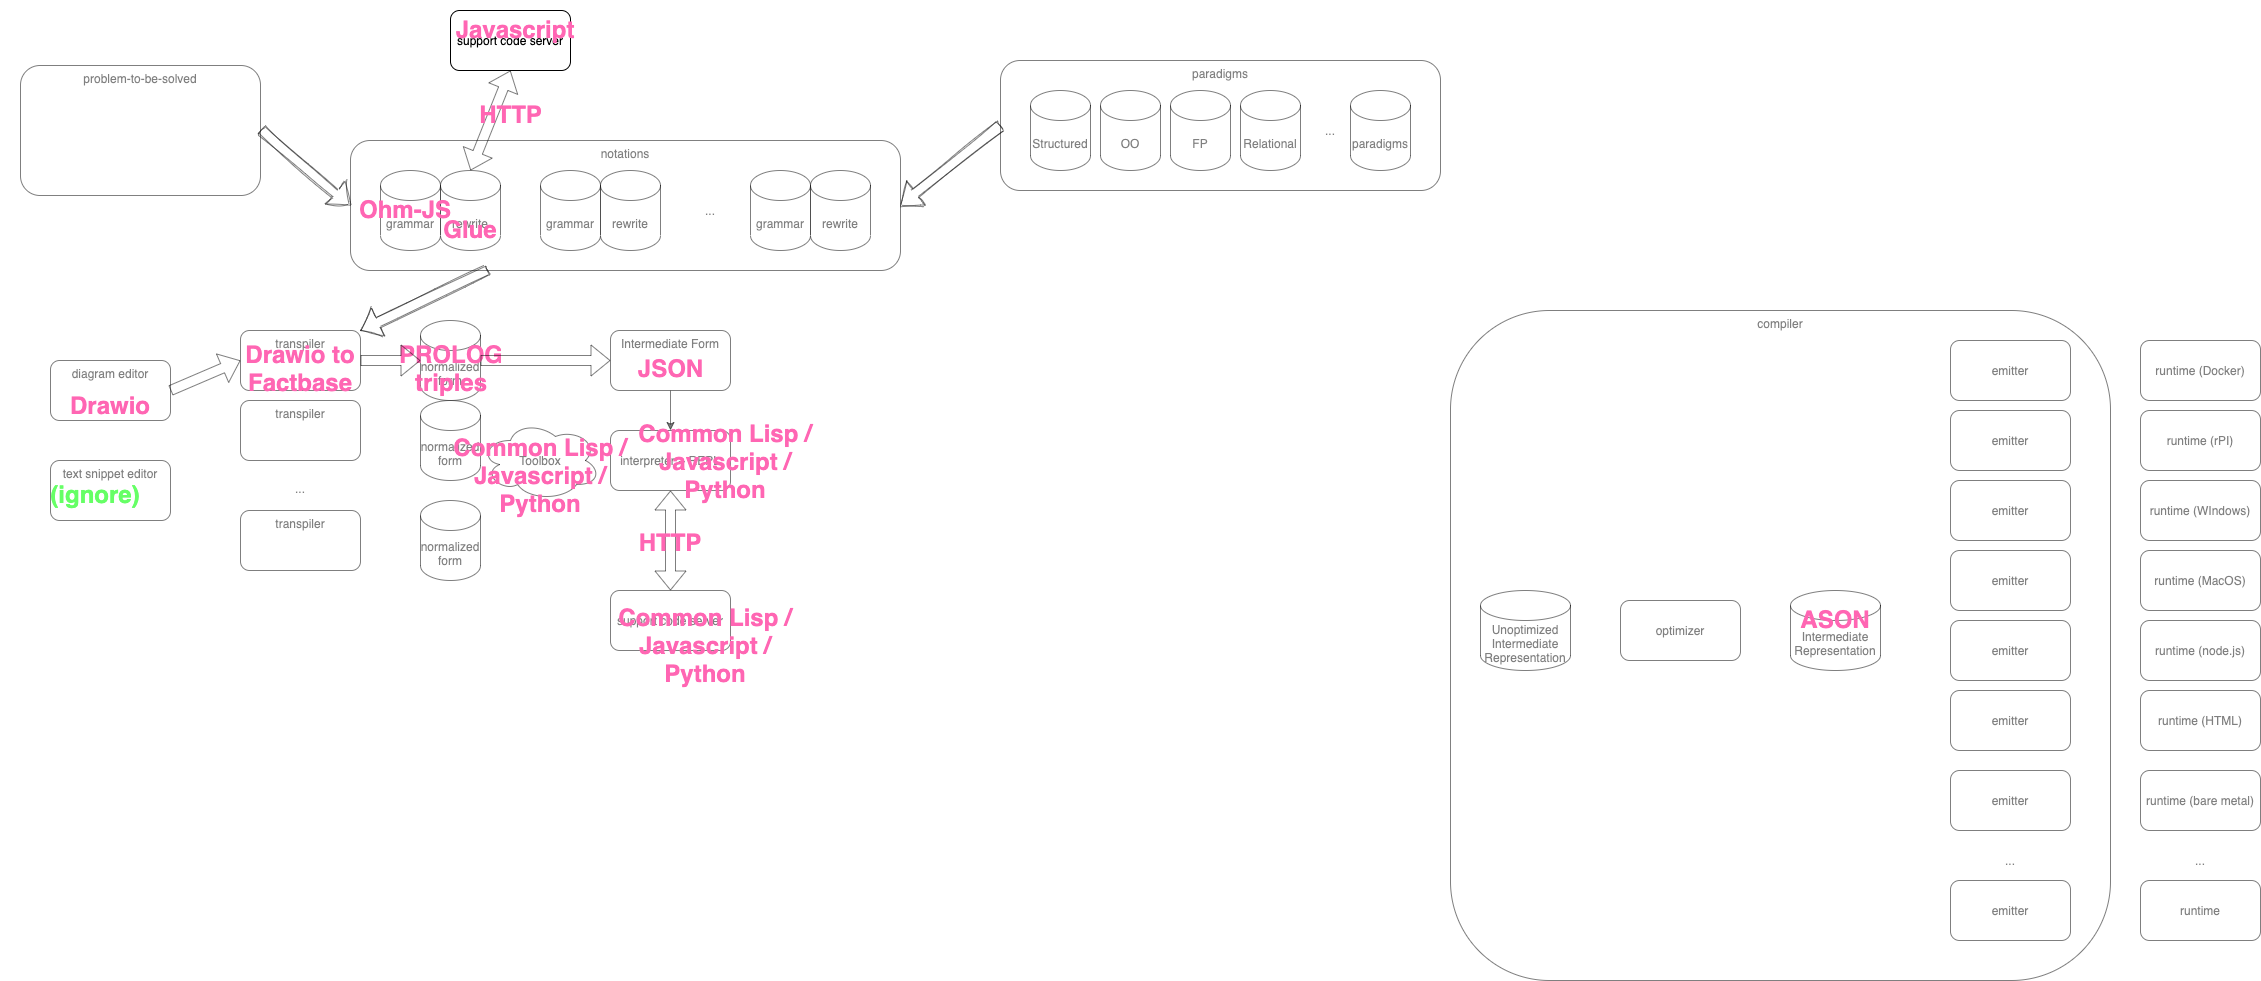 Javascript
support code server
problem-to-be-solved
paradigms
HTTP
Structured
OO
FP
Relational
...
paradigms
notations
Ohm-JS
grammar
rewrite
Glue
grammar
rewrite
...
grammar
rewrite
compiler
transpiler
Drawio to
Factbase
PROLOG
triples
normalized
form
Intermediate Form
JSON
diagram editor
Drawio
transpiler
normalized
form
Toolbox
Common Lisp /
Javascript /
Python
Common Lisp /
Javascript /
Python
interpreter
REPL
text snippet editor
(ignore)
...
transpiler
normalized
form
HTTP
Common Lisp /
support code server
Javascript /
Python
Unoptimized
Intermediate
Representation
optimizer
ASON
Intermediate
Representation
emitter
runtime (Docker)
emitter
runtime (rPI)
emitter
runtime (WIndows)
emitter
runtime (MacOS)
emitter
runtime (node.js)
emitter
runtime (HTML)
emitter
runtime (bare metal)
...
...
emitter
runtime